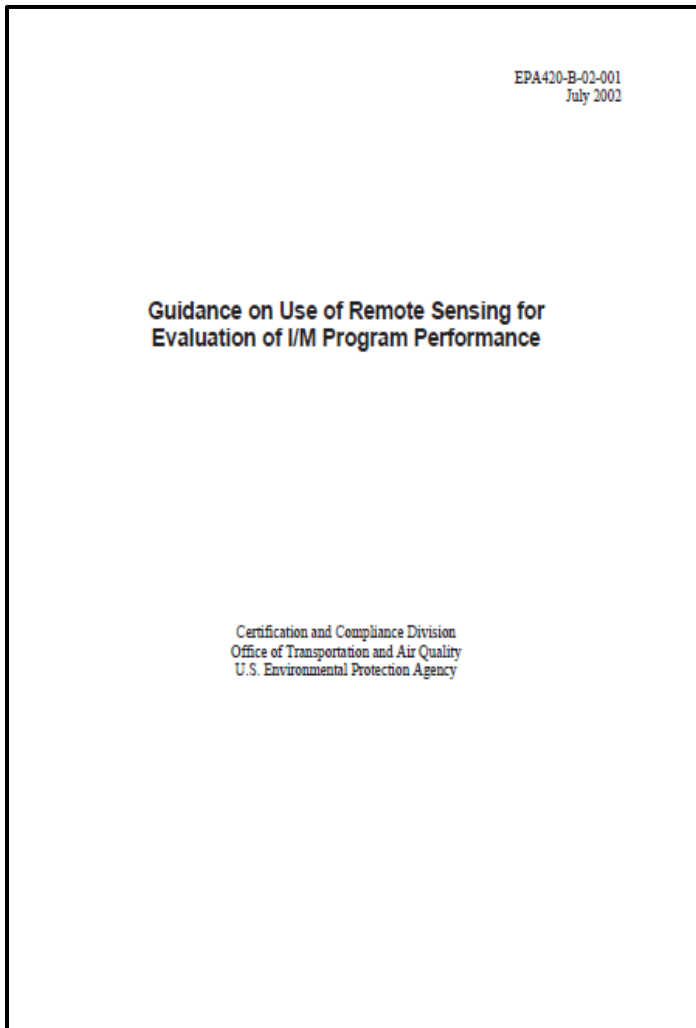 EPA420-B-02-001
July 2002
Guidance on Use of Remote Sensing for
Evaluation of I/M Program Performance
Certification and Compliance Division
Office of Transportation and Air Quality
U.S. Environmental Protection Agency